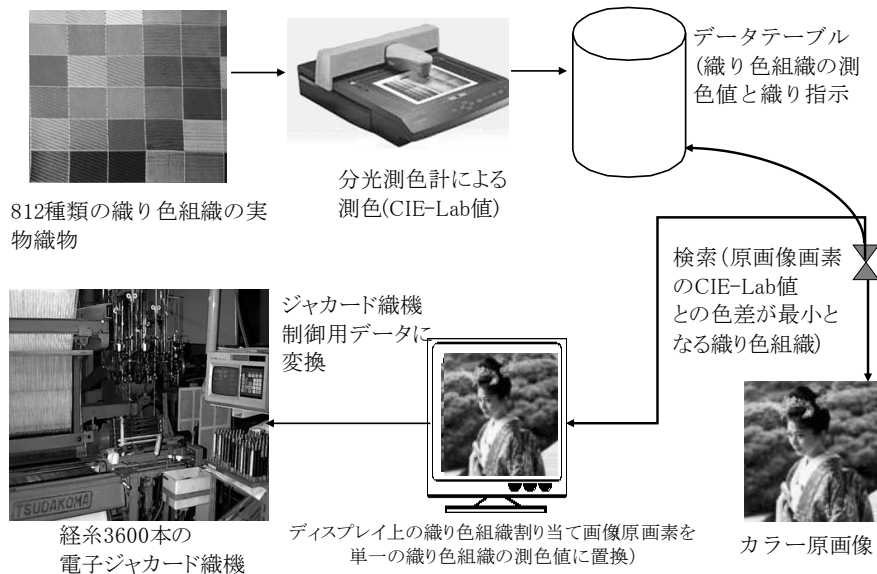 812種類の織り色組織の実
物織物
分光測色計による
測色(CIE-Lab値)
データテーブル
(織り色組織の測
色値と織り指示
検索(原画像画素
のCIE-Lab値
との色差が最小と
なる織り色組織)
ジャカード織機
制御用データに
変換
TSUDAKOMA
経糸3600本の
電子ジャカード織機
ディスプレイ上の織り色組織割り当て画像(原画素を
単一の織り色組織の測色値に置換)
カラー原画像